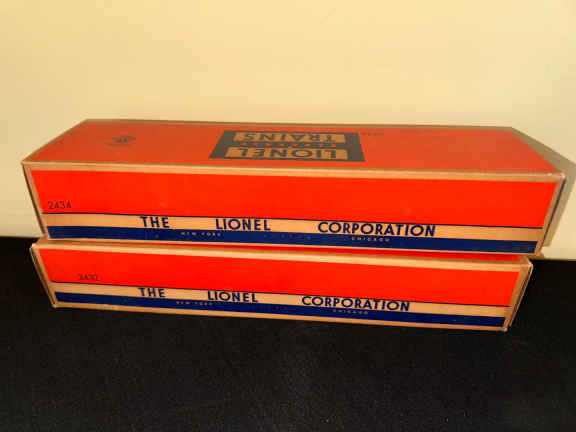 LIONEL
TRAINS
2434
THE LIONEL CORPORATION
NEW YORK CHICAGO
2432
THE LIONEL CORPORATION
NEW YORK CHICAGO